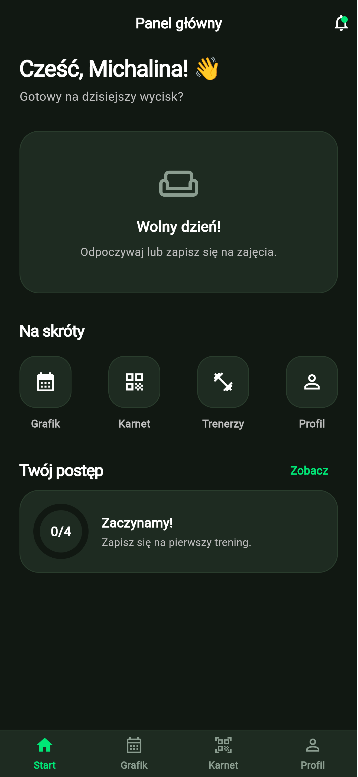 Panel główny
Cześć, Michalina! 👋
Gotowy na dzisiejszy wycisk?
Wolny dzień!
Odpoczywaj lub zapisz się na zajęcia.
Na skróty
Grafik Karnet Trenerzy Profil
Twój postęp Zobacz
0/4
Zaczynamy!
Zapisz się na pierwszy trening.
Start Grafik Karnet Profil